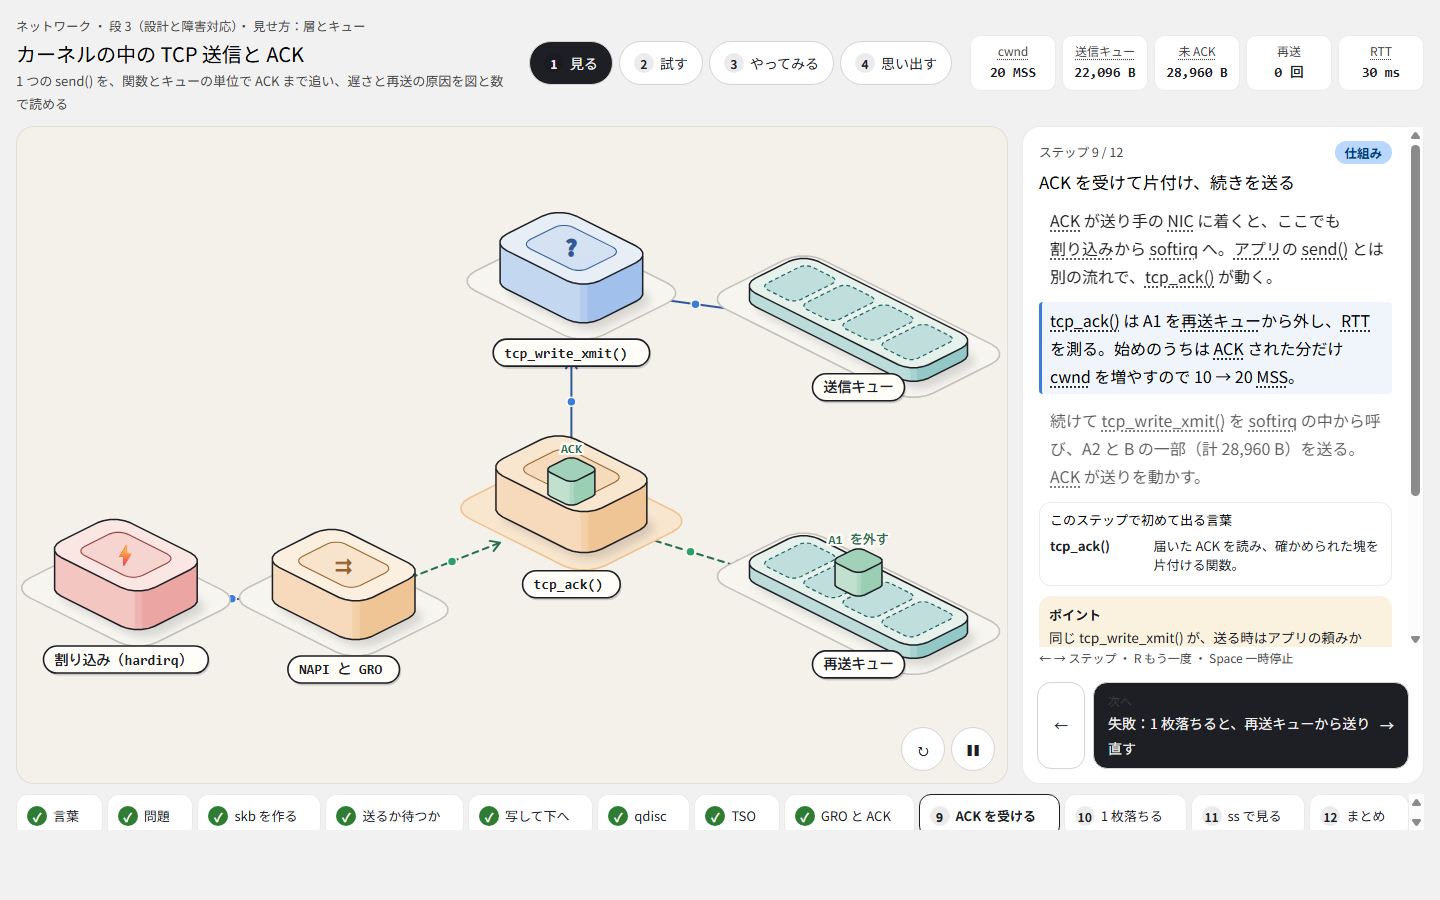 ネットワーク ・ 段 3（設計と障害対応）・ 見せ方：層とキュー
カーネルの中の TCP 送信と ACK
1 つの send() を、関数とキューの単位で ACK まで追い、遅さと再送の原因を図と数
で読める
1 見る
2 試す
3 やってみる
4 思い出す
cwnd
20 MSS
送信キュー
22,096 B
未 ACK
28,960 B
再送
0 回
RTT
30 ms
?
tcp_write_xmit()
送信キュー
ACK
tcp_ack()
A1 を外す
再送キュー
割り込み（hardirq）
NAPI と GRO
ステップ 9 / 12
仕組み
ACK を受けて片付け、続きを送る
ACK が送り手の NIC に着くと、ここでも
割り込みから softirq へ。アプリの send() とは
別の流れで、tcp_ack() が動く。
tcp_ack() は A1 を再送キューから外し、RTT
を測る。始めのうちは ACK された分だけ
cwnd を増やすので 10 → 20 MSS。
続けて tcp_write_xmit() を softirq の中から呼
び、A2 と B の一部（計 28,960 B）を送る。
ACK が送りを動かす。
このステップで初めて出る言葉
tcp_ack() 届いた ACK を読み、確かめられた塊を
片付ける関数。
ポイント
同じ tcp_write_xmit() が、送る時はアプリの頼みか
← → ステップ ・ R もう一度 ・ Space 一時停止
←
次へ
失敗：1 枚落ちると、再送キューから送り
直す
→
✓ 言葉
✓ 問題
✓ skb を作る
✓ 送るか待つか
✓ 写して下へ
✓ qdisc
✓ TSO
✓ GRO と ACK
9 ACK を受ける
10 1 枚落ちる
11 ss で見る
12 まとめ